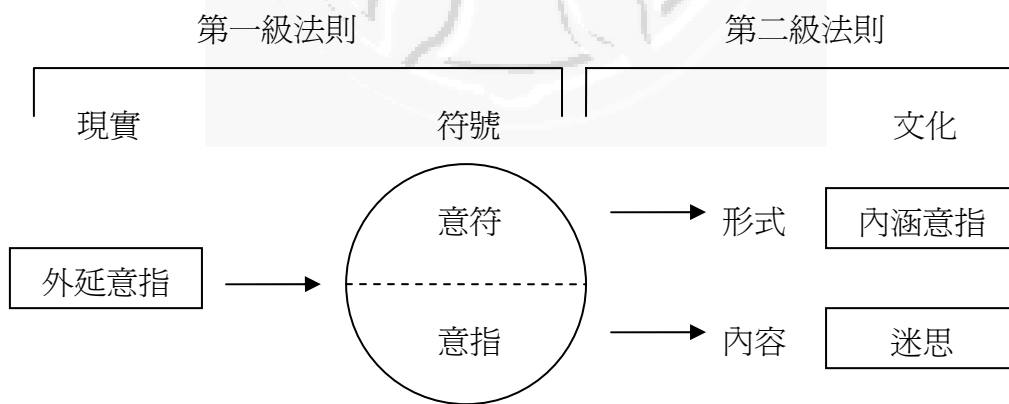 第一級法則 第二級法則
現實 符號 文化
意符 形式 內涵意指
外延意指
意指 內容 迷思